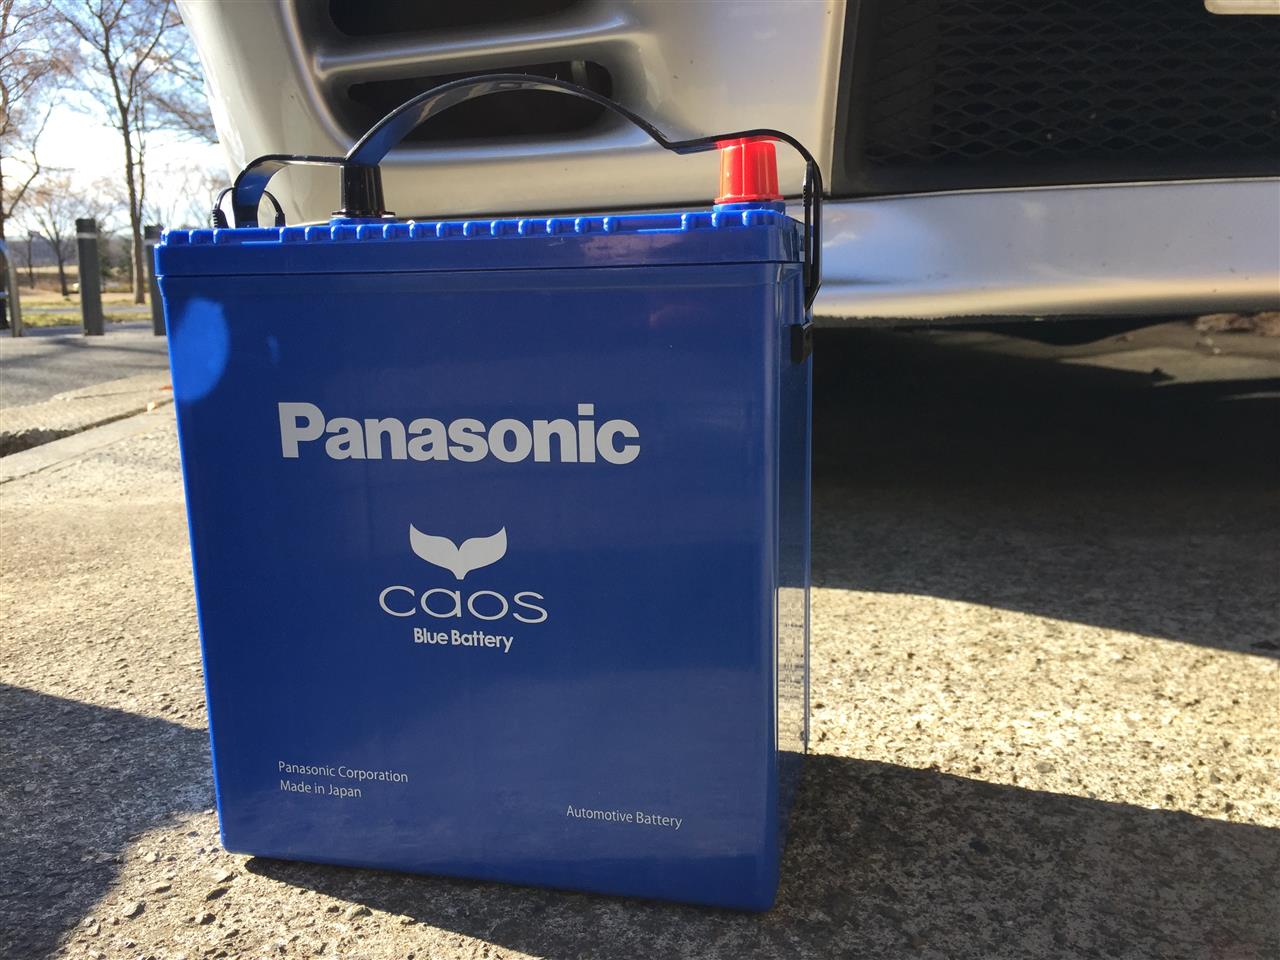 Panasonic
caos
Blue Battery
Panasonic Corporation
Made in Japan
Automotive Battery